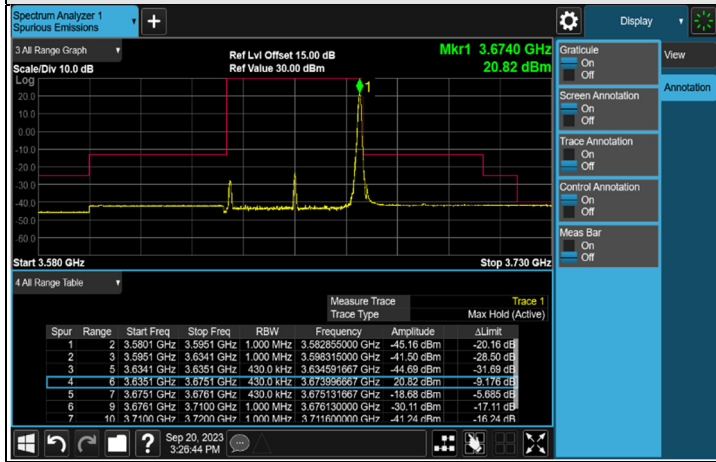 Spectrum Analyzer 1
Spurious Emissions
+
Display
3 All Range Graph
Scale/Div 10.0 dB
Ref Lvl Offset 15.00 dB
Ref Value 30.00 dBm
Mkr1 3.6740 GHz
20.82 dBm
Log
20.0
10.0
0.00
-10.0
-20.0
-30.0
-40.0
-50.0
-60.0
1
Start 3.580 GHz
Stop 3.730 GHz
Graticule
On
Off
Screen Annotation
On
Off
Trace Annotation
On
Off
Control Annotation
On
Off
Meas Bar
On
Off
View
Annotation
4 All Range Table
Measure Trace Trace 1
Trace Type Max Hold (Active)
Spur Range Start Freq Stop Freq RBW Frequency Amplitude ΔLimit
1 2 3.5801 GHz 3.5951 GHz 1.000 MHz 3.582855000 GHz -45.16 dBm -20.16 dB
2 3 3.5951 GHz 3.6341 GHz 1.000 MHz 3.598315000 GHz -41.50 dBm -28.50 dB
3 5 3.6341 GHz 3.6351 GHz 430.0 kHz 3.634591667 GHz -44.69 dBm -31.69 dB
4 6 3.6351 GHz 3.6751 GHz 430.0 kHz 3.673996667 GHz 20.82 dBm -9.176 dB
5 7 3.6751 GHz 3.6761 GHz 430.0 kHz 3.675131667 GHz -18.68 dBm -5.685 dB
6 9 3.6761 GHz 3.7100 GHz 1.000 MHz 3.676130000 GHz -30.11 dBm -17.11 dB
7 10 3.7100 GHz 3.7200 GHz 1.000 MHz 3.711600000 GHz -41.24 dBm -16.24 dB
?
Sep 20, 2023
3:26:44 PM